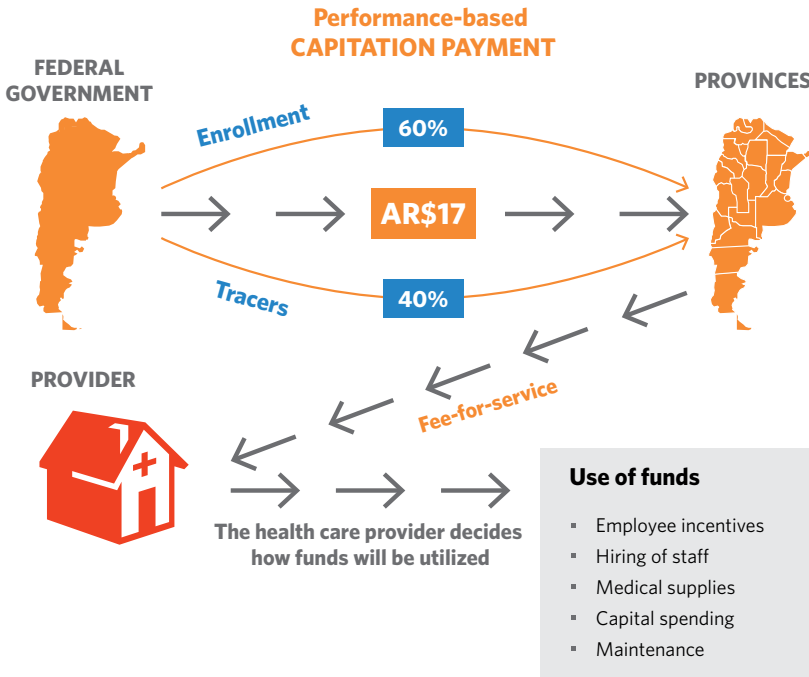 Performance-based
CAPITATION PAYMENT
FEDERAL
GOVERNMENT
PROVINCES
Enrollment
60%
AR$17
Tracers
40%
PROVIDER
Fee-for-service
The health care provider decides
how funds will be utilized
Use of funds
▪ Employee incentives
▪ Hiring of staff
▪ Medical supplies
▪ Capital spending
▪ Maintenance